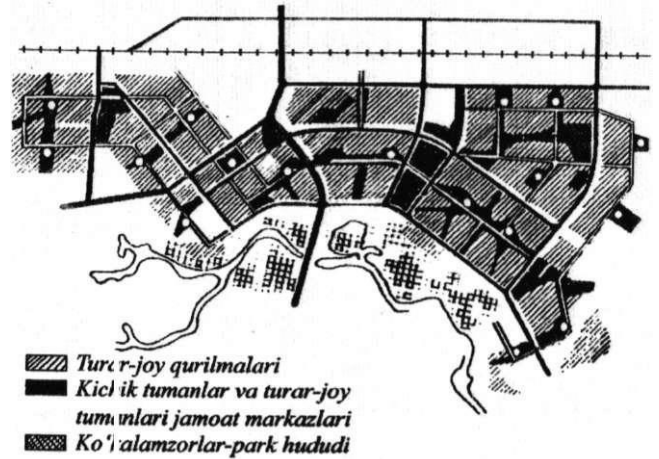 Turar-joy qurilmalari
Kichik tumanlar va turar-joy
tumanlari jamoat markazlari
Ko'kalamzorlar-park hududi